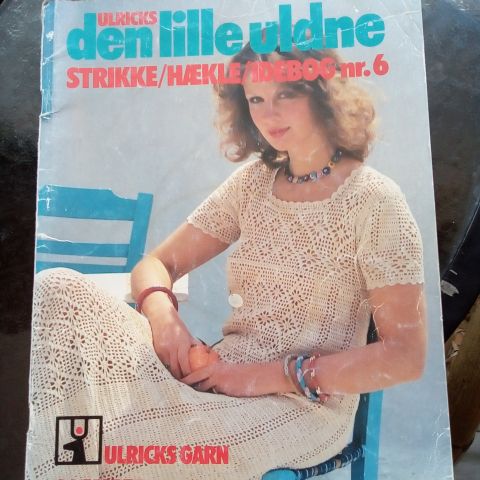 ULRICKS
den lille uldne
STRIKKE/HÆKLE/IDEBOG nr. 6
ULRICKS GARN